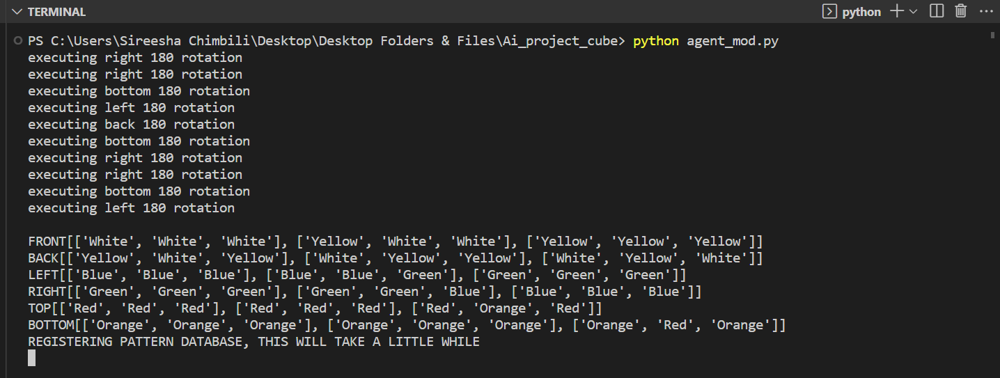 TERMINAL
python
PS C:\Users\Sireesha Chimbili\Desktop\Desktop Folders & Files\Ai_project_cube> python agent_mod.py
executing right 180 rotation
executing right 180 rotation
executing bottom 180 rotation
executing left 180 rotation
executing back 180 rotation
executing bottom 180 rotation
executing right 180 rotation
executing right 180 rotation
executing bottom 180 rotation
executing left 180 rotation
FRONT[['White', 'White', 'White'], ['Yellow', 'White', 'White'], ['Yellow', 'Yellow', 'Yellow']]
BACK[['Yellow', 'White', 'Yellow'], ['White', 'Yellow', 'Yellow'], ['White', 'Yellow', 'White']]
LEFT[['Blue', 'Blue', 'Blue'], ['Blue', 'Blue', 'Green'], ['Green', 'Green', 'Green']]
RIGHT[['Green', 'Green', 'Green'], ['Green', 'Green', 'Blue'], ['Blue', 'Blue', 'Blue']]
TOP[['Red', 'Red', 'Red'], ['Red', 'Red', 'Red'], ['Red', 'Orange', 'Red']]
BOTTOM[['Orange', 'Orange', 'Orange'], ['Orange', 'Orange', 'Orange'], ['Orange', 'Red', 'Orange']]
REGISTERING PATTERN DATABASE, THIS WILL TAKE A LITTLE WHILE